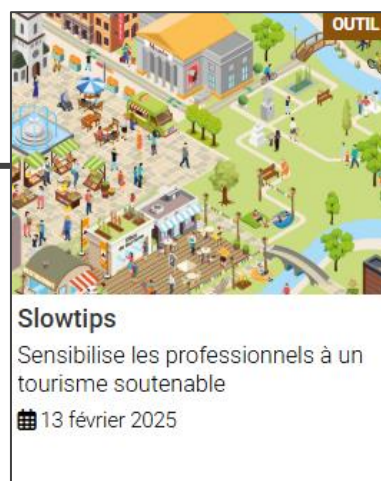 OUTIL
Slowtips
Sensibilise les professionnels à un
tourisme soutenable
13 février 2025